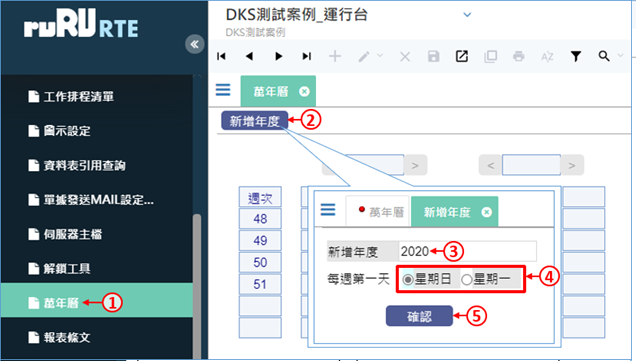 ruRU RTE
DKS測試案例_運行台
DKS測試案例
工作排程清單
圖示設定
資料表引用查詢
單據發送MAIL設定...
伺服器主檔
解鎖工具
萬年曆 ①
報表條文
萬年曆
新增年度 ②
> < >
週次
48
49
50
51
萬年曆 新增年度
新增年度 2020 ③
每週第一天 星期日 星期一 ④
確認 ⑤